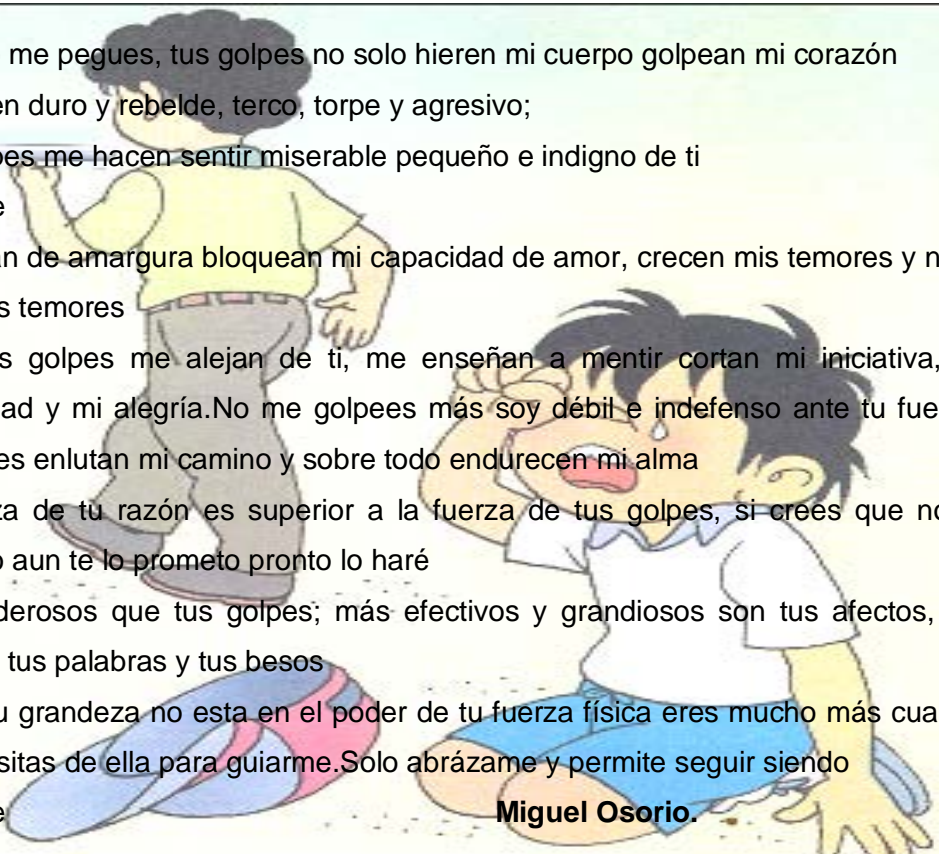 me pegues, tus golpes no solo hieren mi cuerpo golpean mi corazón
en duro y rebelde, terco, torpe y agresivo;
pes me hacen sentir miserable pequeño e indigno de ti
e
an de amargura bloquean mi capacidad de amor, crecen mis temores y n
s temores
s golpes me alejan de ti, me enseñan a mentir cortan mi iniciativa,
dad y mi alegría.No me golpees más soy débil e indefenso ante tu fue
es enlutan mi camino y sobre todo endurecen mi alma
za de tu razón es superior a la fuerza de tus golpes, si crees que no
o aun te lo prometo pronto lo haré
derosos que tus golpes; más efectivos y grandiosos son tus afectos,
tus palabras y tus besos
u grandeza no esta en el poder de tu fuerza física eres mucho más cua
sitas de ella para guiarme.Solo abrázame y permite seguir siendo
e Miguel Osorio.